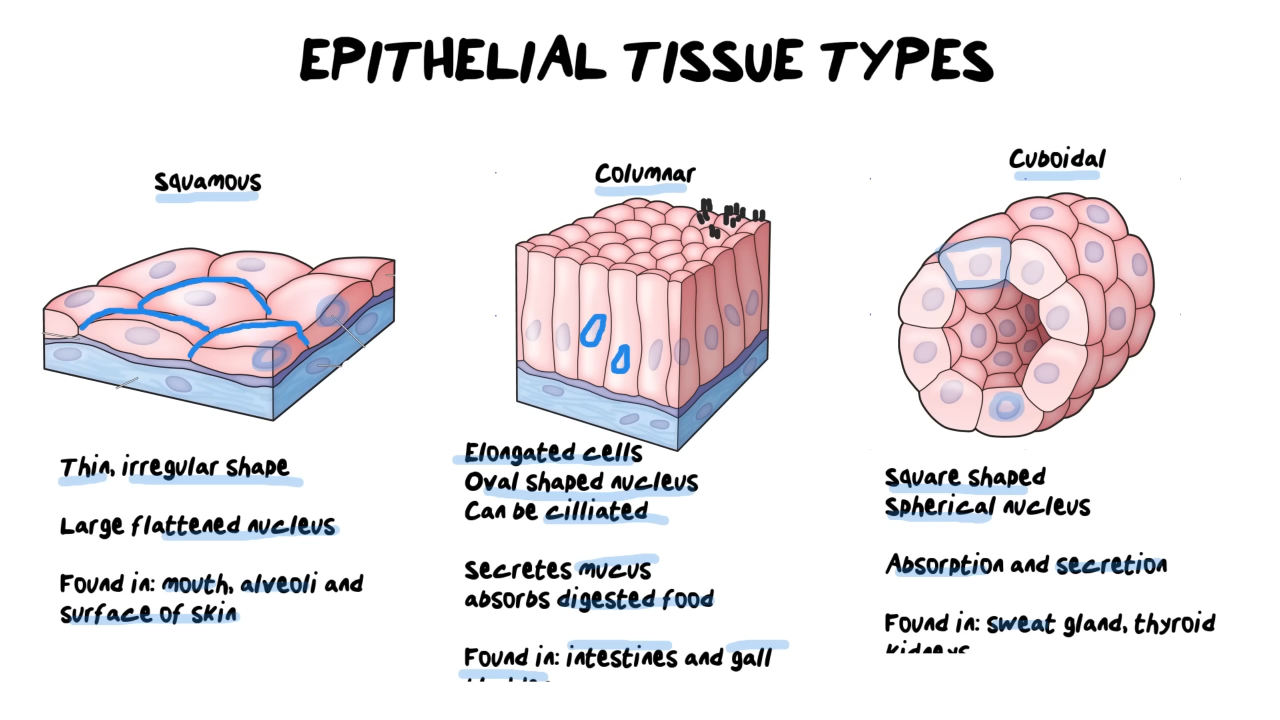 EPITHELIAL TISSUE TYPES
Squamous
Thin, irregular shape
Large flattened nucleus
Found in: mouth, alveoli and
surface of skin
Columnar
Elongated cells
Oval shaped nucleus
Can be cilliated
Secretes mucus
absorbs digested food
Found in: intestines and gall
Cuboidal
Square shaped
Spherical nucleus
Absorption and secretion
Found in: sweat gland, thyroid
kidneys